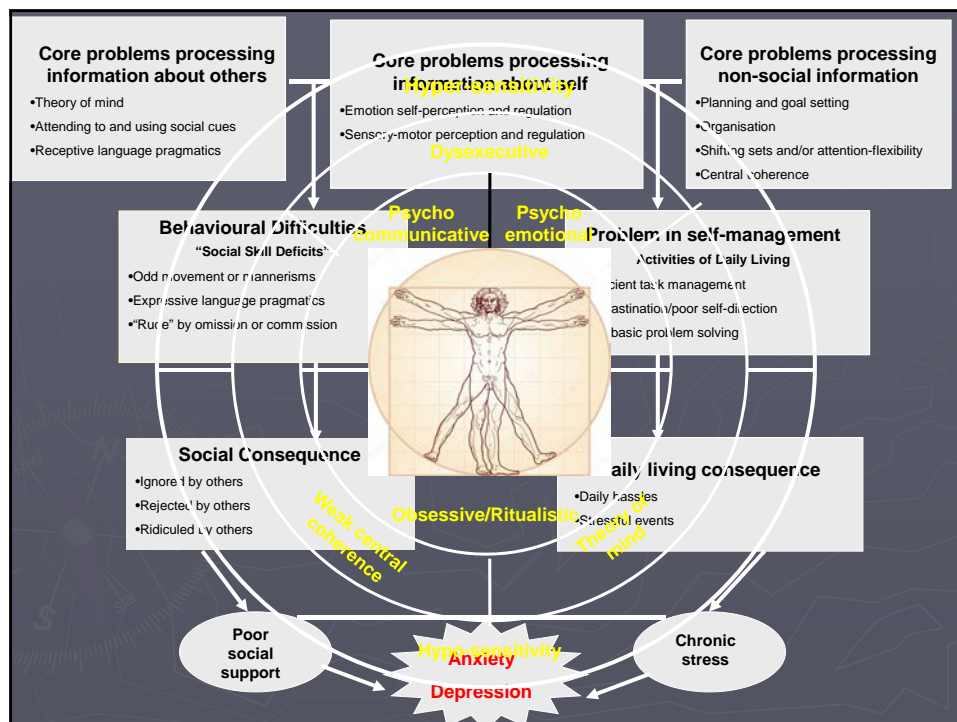 Core problems processing
information about others
•Theory of mind
•Attending to and using social cues
•Receptive language pragmatics
Core problems processing
information about self
•Emotion self-perception and regulation
•Sensory-motor perception and regulation
Core problems processing
non-social information
•Planning and goal setting
•Organisation
•Shifting sets and/or attention-flexibility
•Central coherence
Hyper-sensitivity
Dysexecutive
Psycho
communicative
Psycho
emotional
Behavioural Difficulties
“Social Skill Deficits”
•Odd movement or mannerisms
•Expressive language pragmatics
•“Rude” by omission or commission
Problem in self-management
Activities of Daily Living
task management
self-direction
basic problem solving
Social Consequence
•Ignored by others
•Rejected by others
•Ridiculed by others
Daily living consequence
•Daily hassles
•Stressful events
Weak central
coherence
Obsessive/Ritualistic
Theory of
mind
Poor
social
support
Hypo-sensitivity
Anxiety
Depression
Chronic
stress
N
S